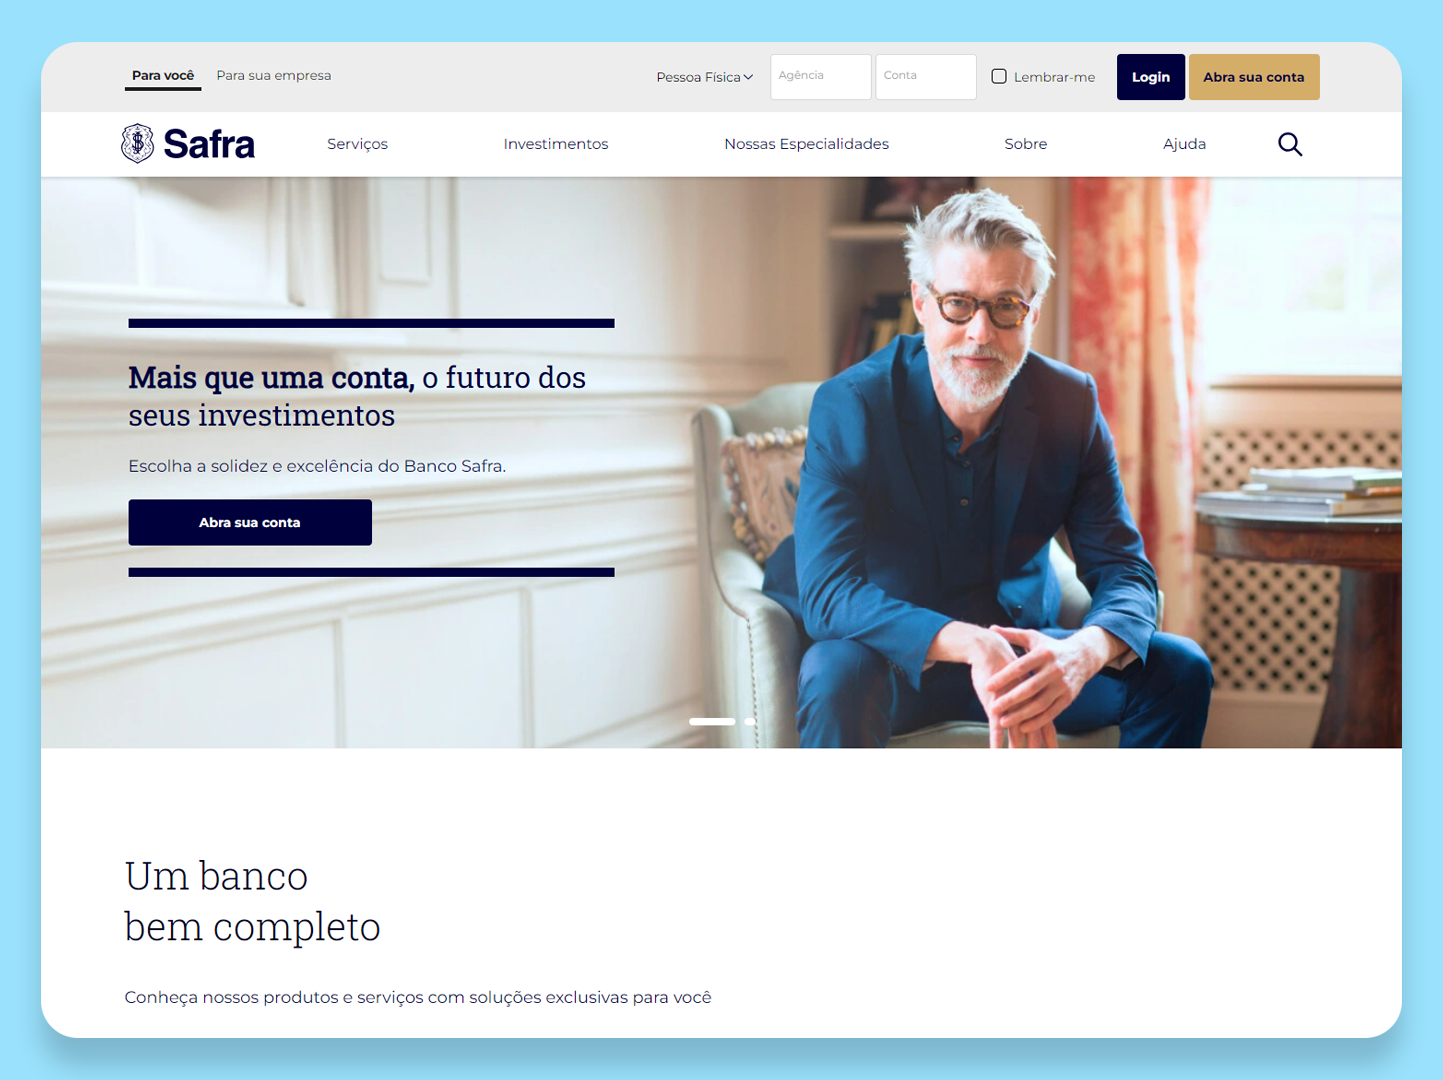 Para você
Para sua empresa
Pessoa Física
Agência
Conta
Lembrar-me
Login
Abra sua conta
Safra
Serviços
Investimentos
Nossas Especialidades
Sobre
Ajuda
Mais que uma conta, o futuro dos
seus investimentos
Escolha a solidez e excelência do Banco Safra.
Abra sua conta
Um banco
bem completo
Conheça nossos produtos e serviços com soluções exclusivas para você